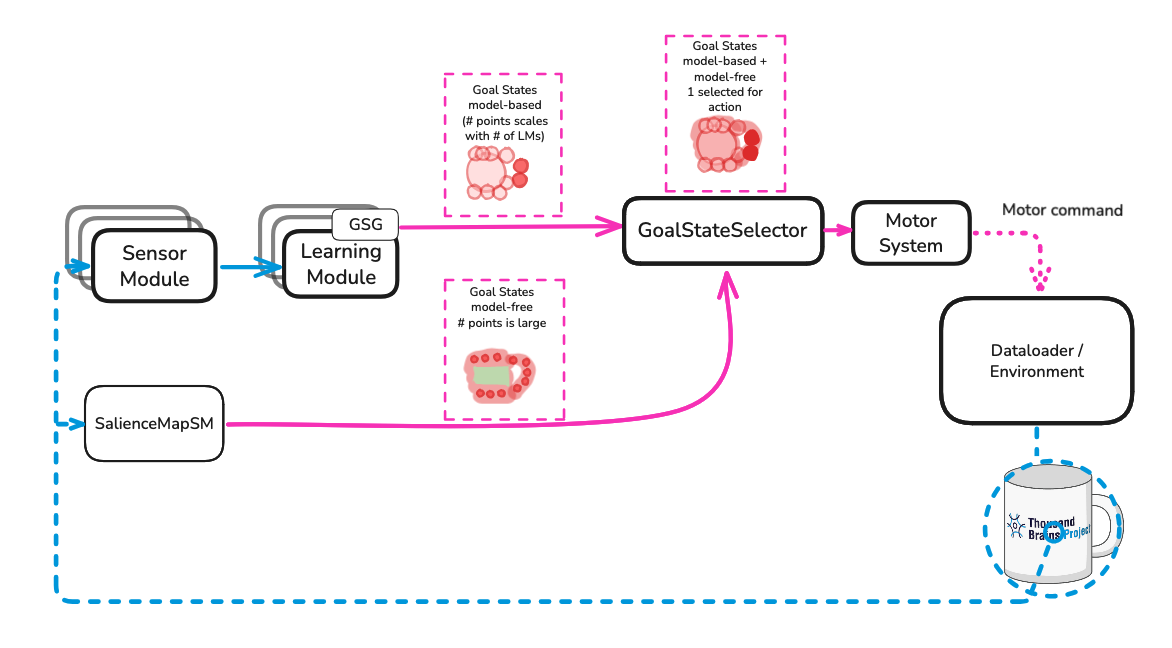 Goal States
model-based +
model-free
1 selected for
action
Goal States
model-based
(# points scales
with # of LMs)
GSG
Sensor
Module
Learning
Module
GoalStateSelector
Motor
System
Motor command
Goal States
model-free
# points is large
Dataloader /
Environment
SalienceMapSM
Thousand
Brains Project